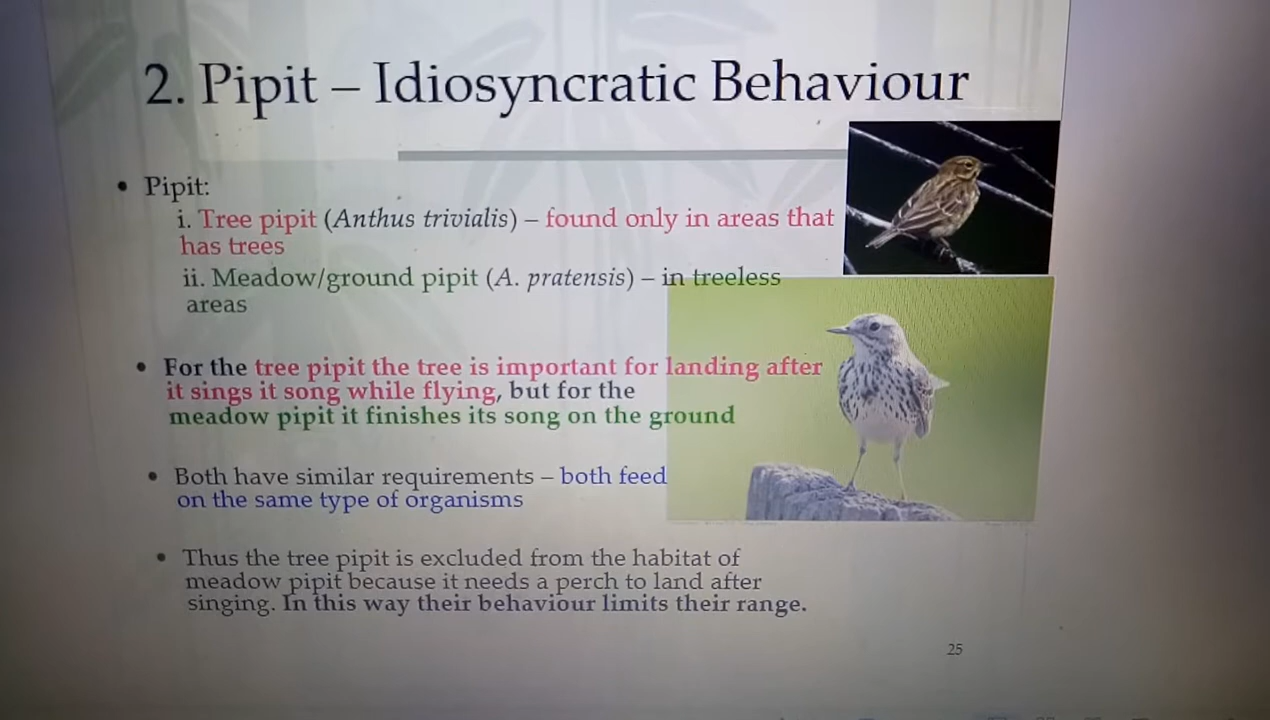 2. Pipit – Idiosyncratic Behaviour
• Pipit:
i. Tree pipit (Anthus trivialis) – found only in areas that
has trees
ii. Meadow/ground pipit (A. pratensis) – in treeless
areas
• For the tree pipit the tree is important for landing after
it sings it song while flying, but for the
meadow pipit it finishes its song on the ground
• Both have similar requirements – both feed
on the same type of organisms
• Thus the tree pipit is excluded from the habitat of
meadow pipit because it needs a perch to land after
singing. In this way their behaviour limits their range.
25